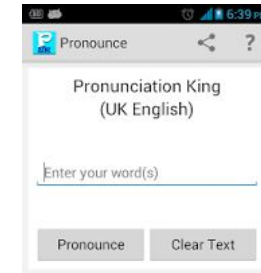 6:39 P
Pronounce
?
Pronunciation King
(UK English)
Enter your word(s)
Pronounce
Clear Text